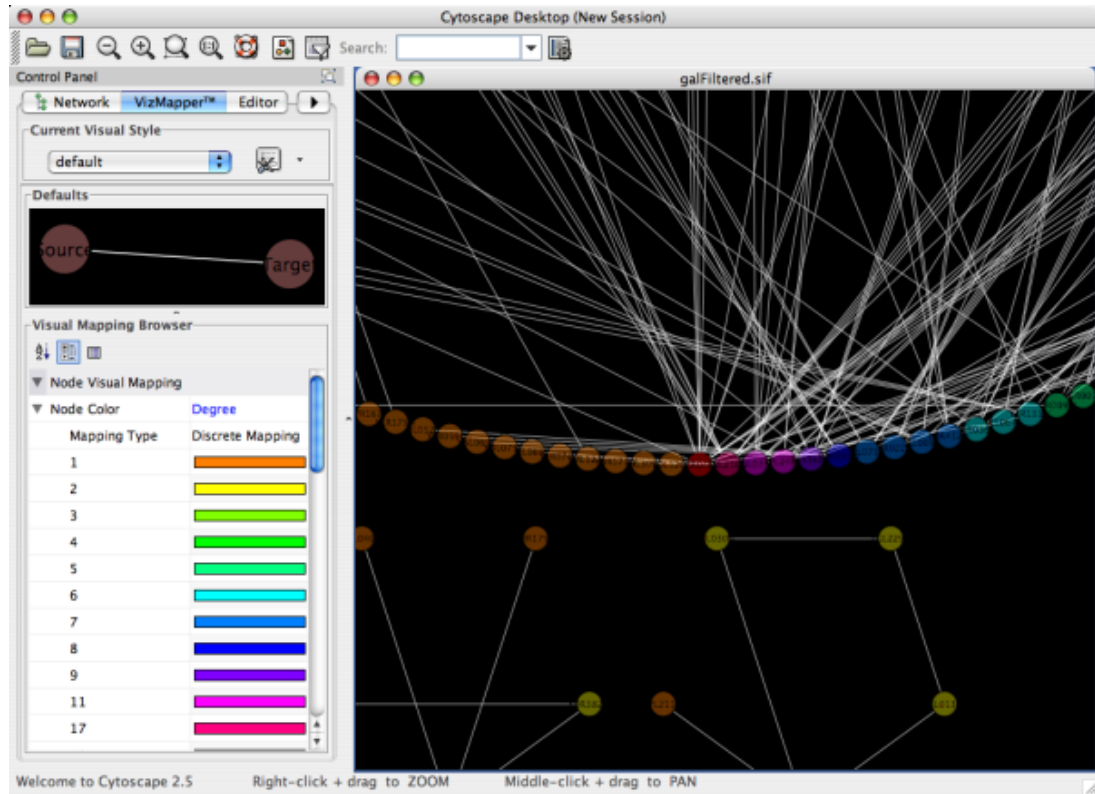 Cytoscape Desktop (New Session)
Search:
Control Panel
galFiltered.sif
Network VizMapper™ Editor
Current Visual Style
default
Defaults
Source
Target
Visual Mapping Browser
Node Visual Mapping
Node Color Degree
Mapping Type Discrete Mapping
1
2
3
4
5
6
7
8
9
11
17
Welcome to Cytoscape 2.5 Right-click + drag to ZOOM Middle-click + drag to PAN